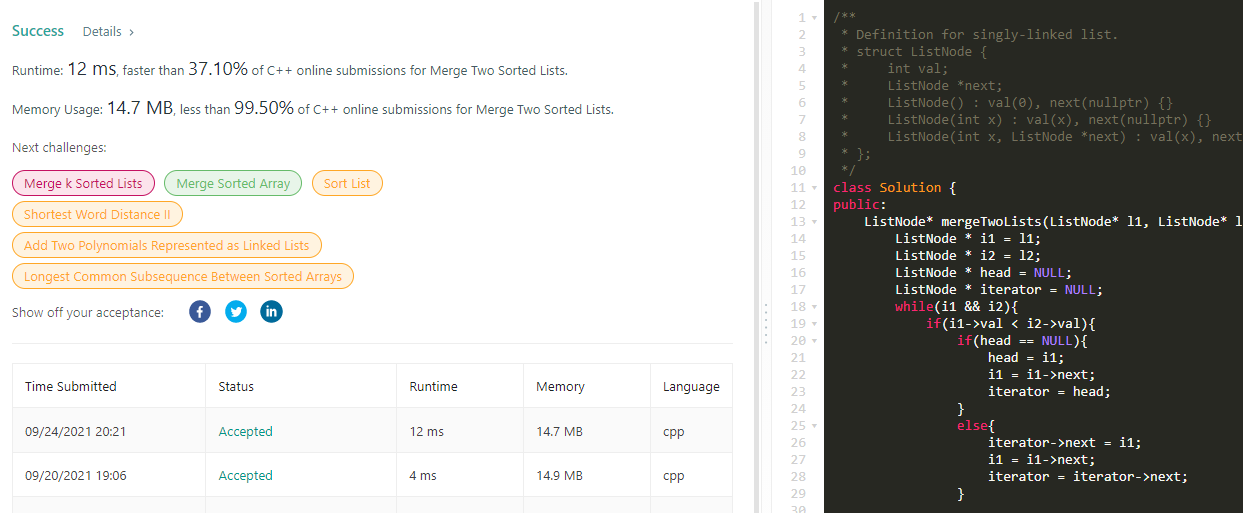 Success Details ›
Runtime: 12 ms, faster than 37.10% of C++ online submissions for Merge Two Sorted Lists.
Memory Usage: 14.7 MB, less than 99.50% of C++ online submissions for Merge Two Sorted Lists.
Next challenges:
Merge k Sorted Lists Merge Sorted Array Sort List
Shortest Word Distance II
Add Two Polynomials Represented as Linked Lists
Longest Common Subsequence Between Sorted Arrays
Show off your acceptance: f in
Time Submitted Status Runtime Memory Language
09/24/2021 20:21 Accepted 12 ms 14.7 MB cpp
09/20/2021 19:06 Accepted 4 ms 14.9 MB cpp
1 /**
2 * Definition for singly-linked list.
3 * struct ListNode {
4 * int val;
5 * ListNode *next;
6 * ListNode() : val(0), next(nullptr) {}
7 * ListNode(int x) : val(x), next(nullptr) {}
8 * ListNode(int x, ListNode *next) : val(x), next
9 * };
10 */
11 class Solution {
12 public:
13 ListNode* mergeTwoLists(ListNode* l1, ListNode* l
14 ListNode * i1 = l1;
15 ListNode * i2 = l2;
16 ListNode * head = NULL;
17 ListNode * iterator = NULL;
18 while(i1 && i2){
19 if(i1->val < i2->val){
20 if(head == NULL){
21 head = i1;
22 i1 = i1->next;
23 iterator = head;
24 }
25 else{
26 iterator->next = i1;
27 i1 = i1->next;
28 iterator = iterator->next;
29 }
30